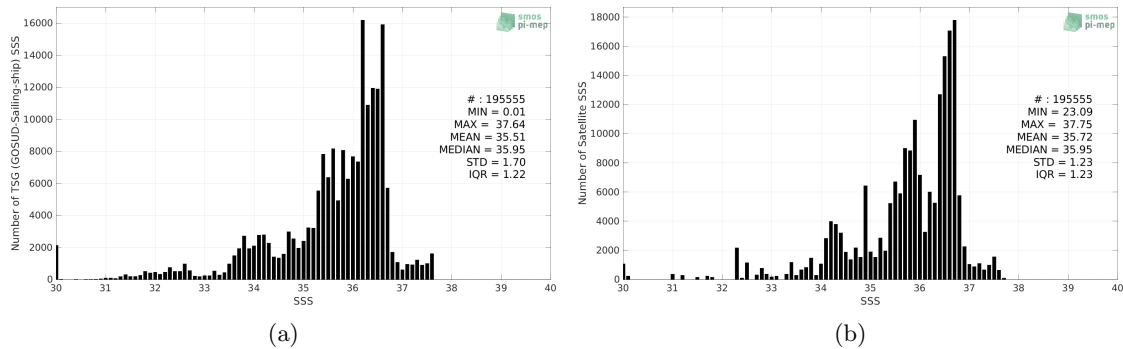 smos
pi-mep
Number of TSG (GOSUD-Sailing-ship) SSS
16000
14000
12000
10000
8000
6000
4000
2000
0
# : 195555
MIN = 0.01
MAX = 37.64
MEAN = 35.51
MEDIAN = 35.95
STD = 1.70
IQR = 1.22
30 31 32 33 34 35 36 37 38 39 40
SSS
(a)
smos
pi-mep
Number of Satellite SSS
18000
16000
14000
12000
10000
8000
6000
4000
2000
0
# : 195555
MIN = 23.09
MAX = 37.75
MEAN = 35.72
MEDIAN = 35.95
STD = 1.23
IQR = 1.23
30 31 32 33 34 35 36 37 38 39 40
SSS
(b)